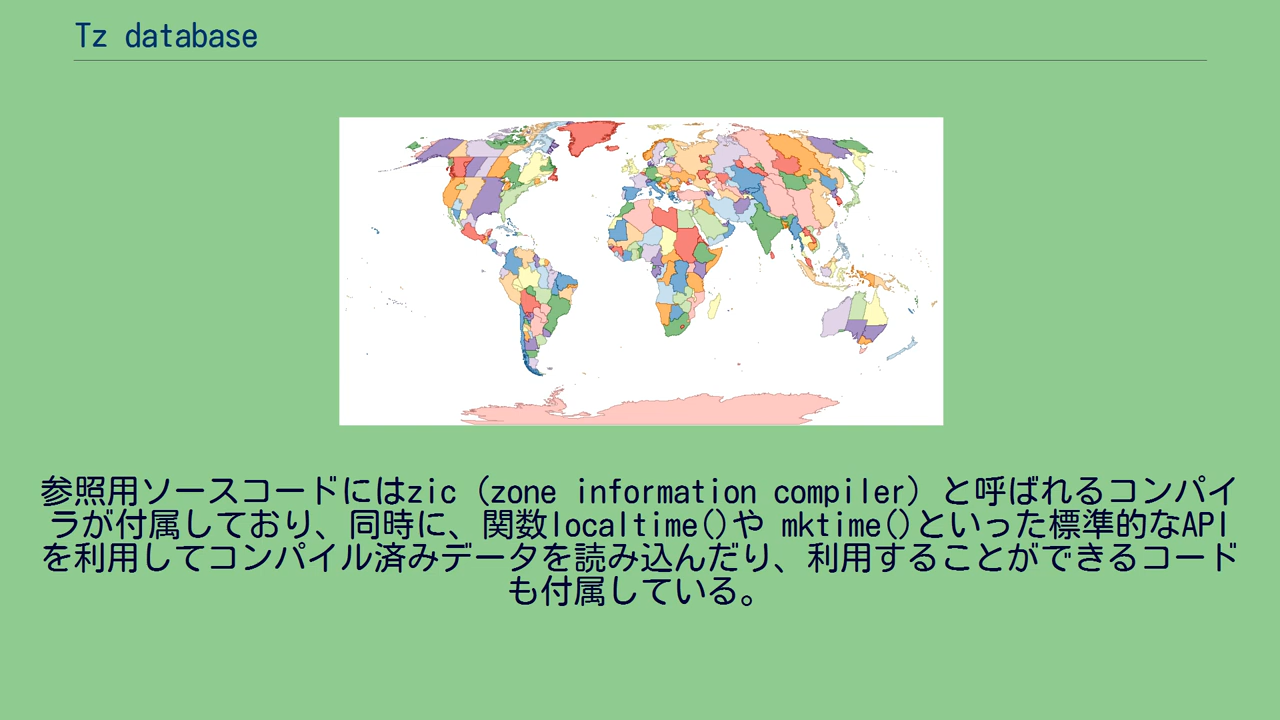 Tz database
参照用ソースコードにはzic（zone information compiler）と呼ばれるコンパイ
ラが付属しており、同時に、関数localtime()や mktime()といった標準的なAPI
を利用してコンパイル済みデータを読み込んだり、利用することができるコード
も付属している。